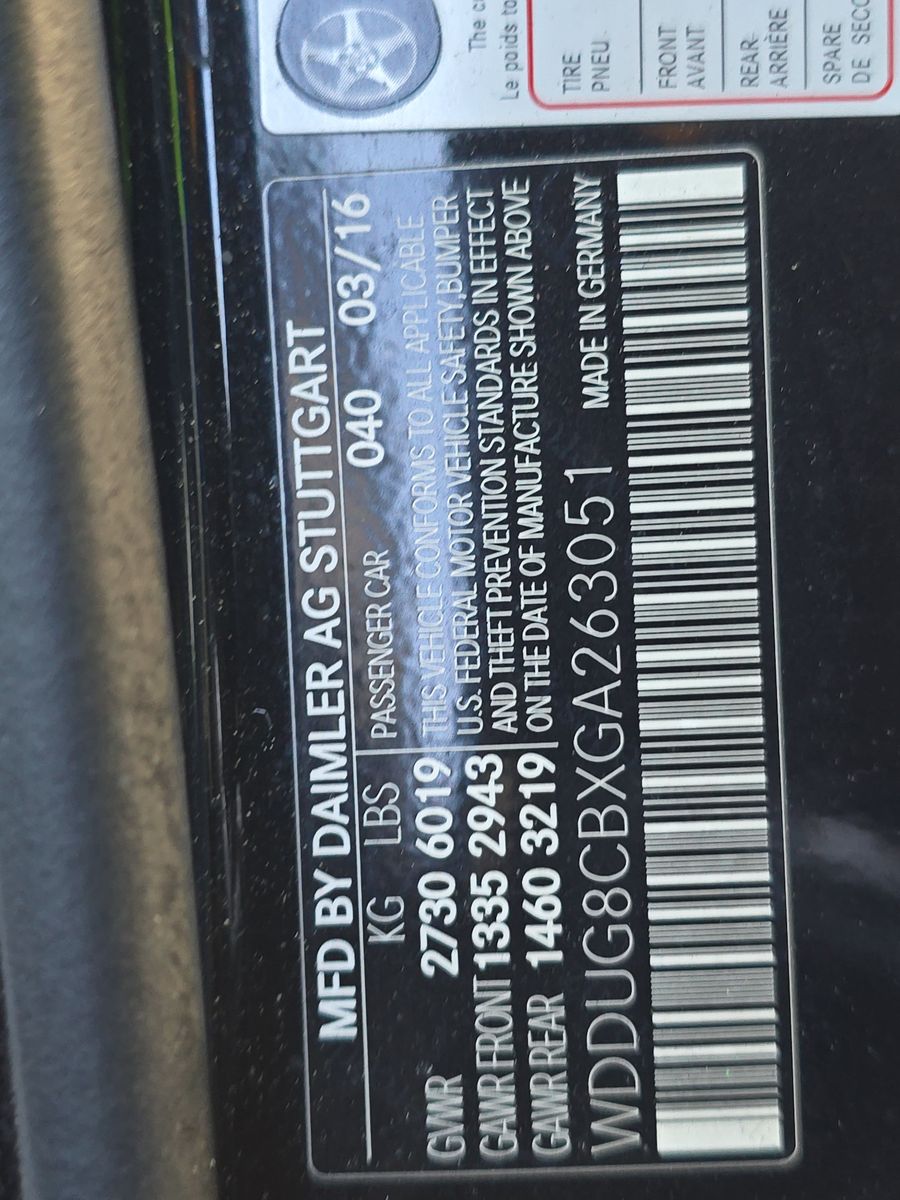 MFD BY DAIMLER AG STUTTGART
KG LBS PASSENGER CAR 040 03/16
GVWR 2730 6019 THIS VEHICLE CONFORMS TO ALL APPLICABLE
U.S. FEDERAL MOTOR VEHICLE SAFETY,BUMPER
GAWR FRONT 1335 2943 AND THEFT PREVENTION STANDARDS IN EFFECT
GAWR REAR 1460 3219 ON THE DATE OF MANUFACTURE SHOWN ABOVE
WDDUG8CBXGA263051 MADE IN GERMANY
The
Le poids
TIRE
PNEU
FRONT
AVANT
REAR
ARRIÈRE
SPARE
DE